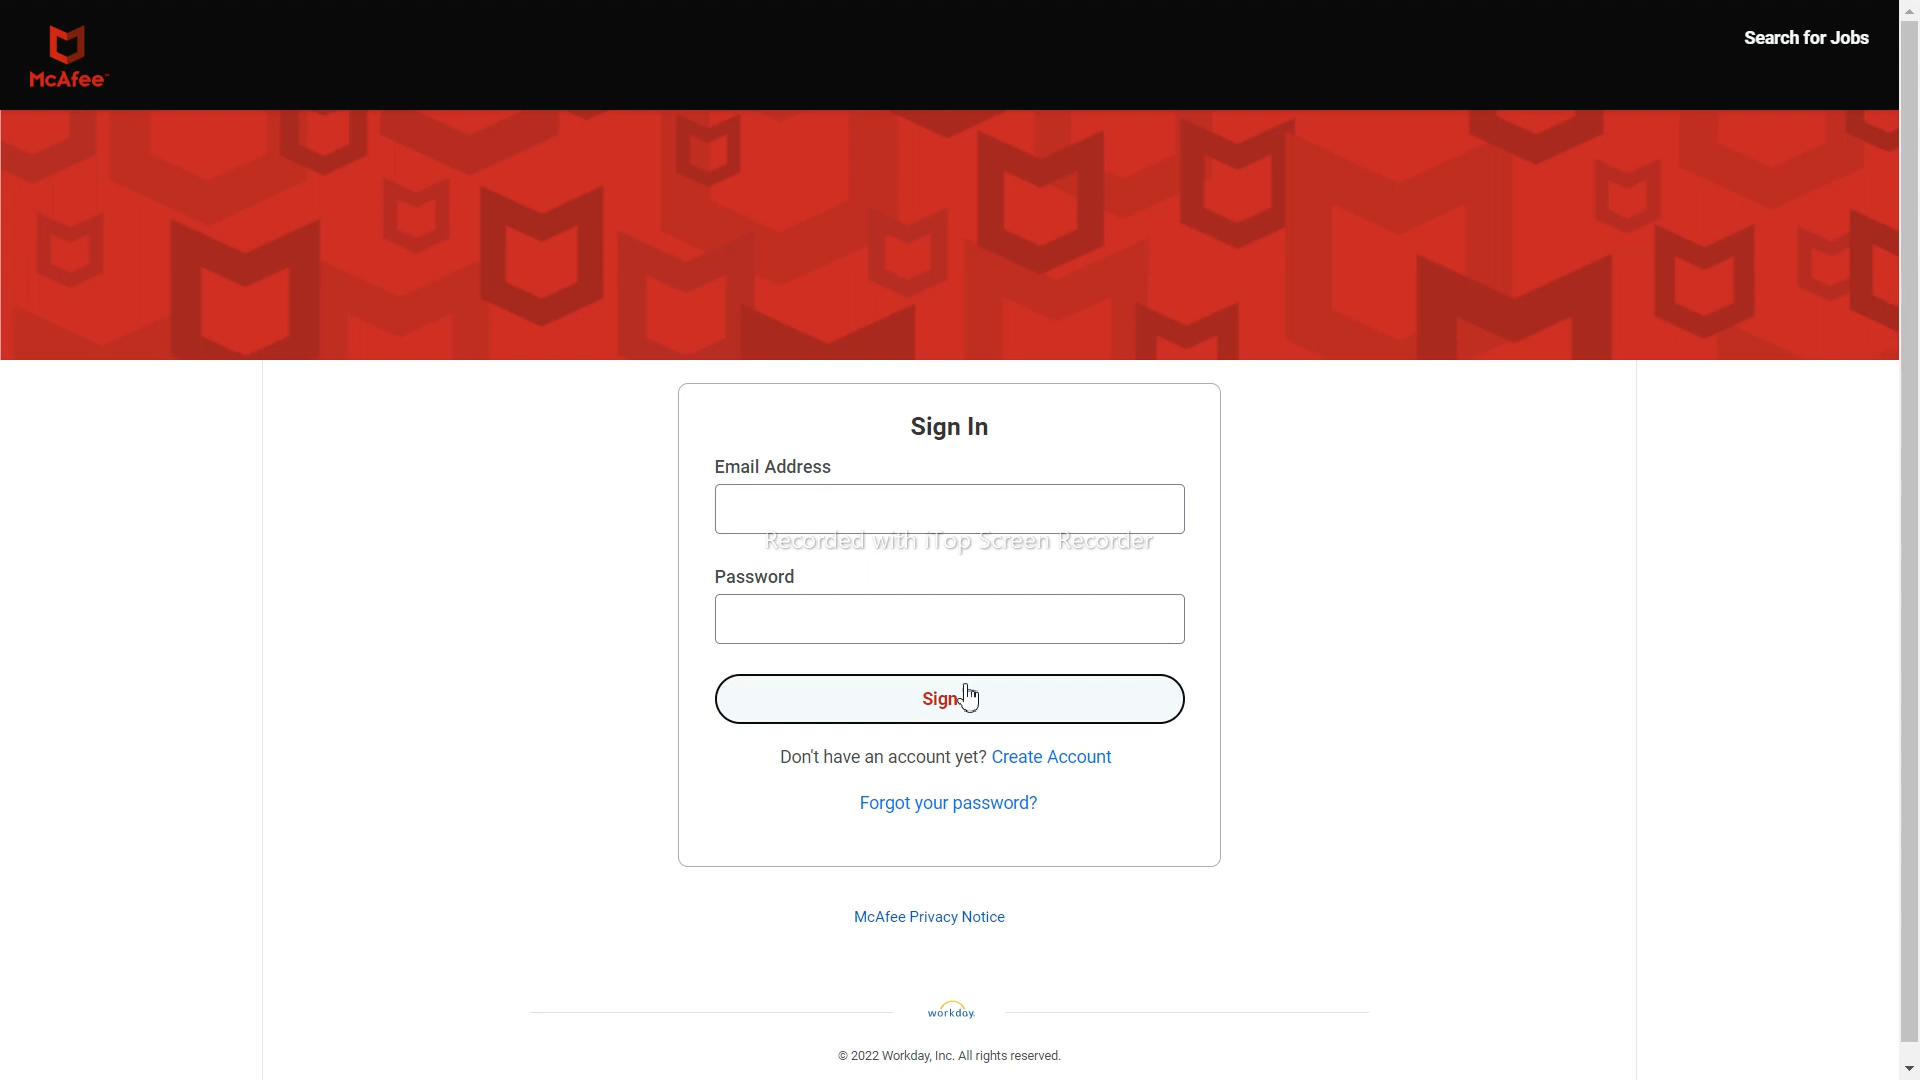 McAfee™
Search for Jobs
Sign In
Email Address
Recorded with iTop Screen Recorder
Password
Sign
Don't have an account yet? Create Account
Forgot your password?
McAfee Privacy Notice
workday.
© 2022 Workday, Inc. All rights reserved.